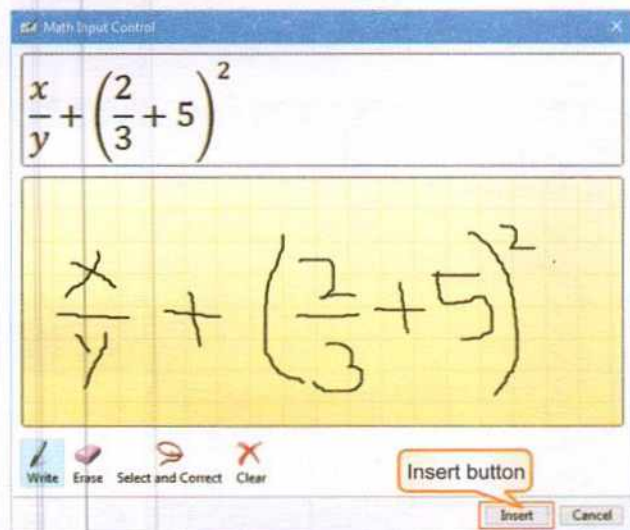 Math Input Control
x/y + (2/3 + 5)²
x/y + (2/3 + 5)²
Write Erase Select and Correct Clear
Insert button
Insert Cancel